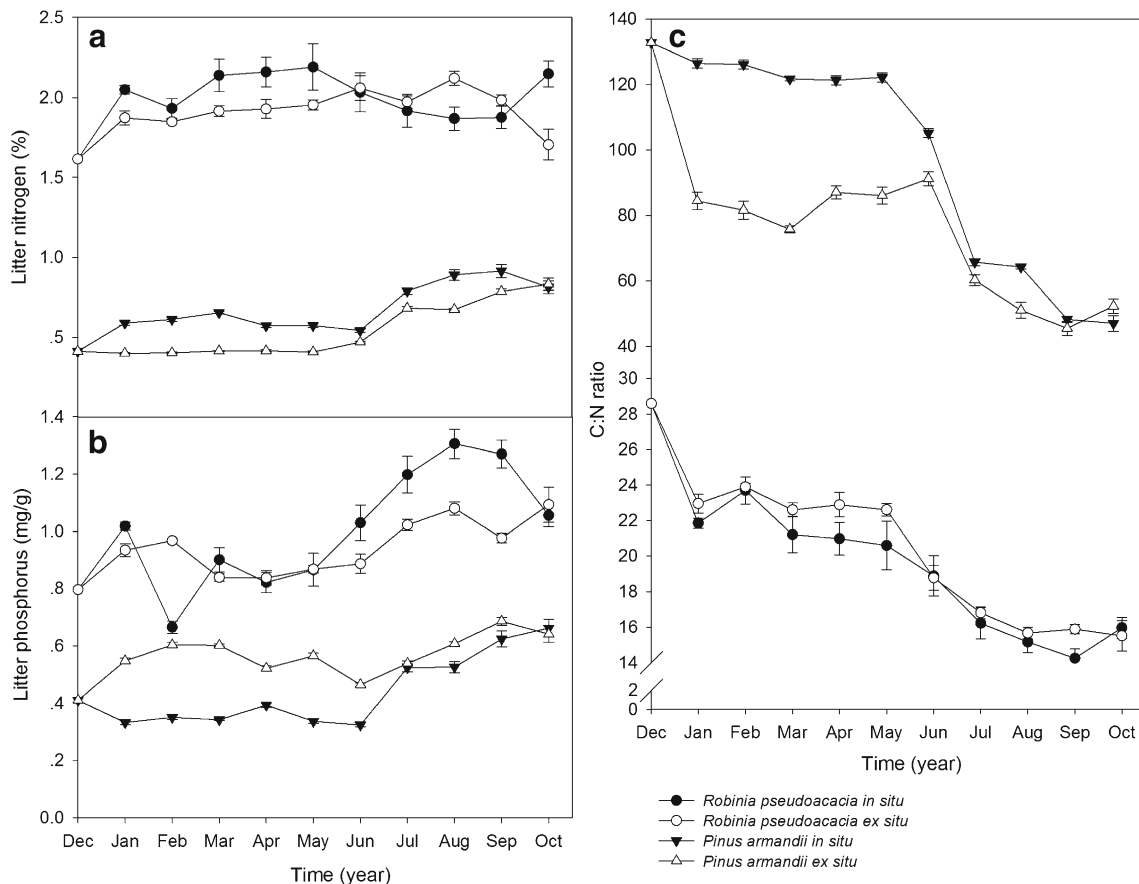 a
2.5
2.0
1.5
1.0
.5
Litter nitrogen (%)
b
1.4
1.2
1.0
.8
.6
.4
.2
0.0
Litter phosphorus (mg/g)
Dec Jan Feb Mar Apr May Jun Jul Aug Sep Oct
Time (year)
c
140
120
100
80
60
40
30
28
26
24
22
20
18
16
14
2
0
C:N ratio
Dec Jan Feb Mar Apr May Jun Jul Aug Sep Oct
Time (year)
Robinia pseudoacacia in situ
Robinia pseudoacacia ex situ
Pinus armandii in situ
Pinus armandii ex situ